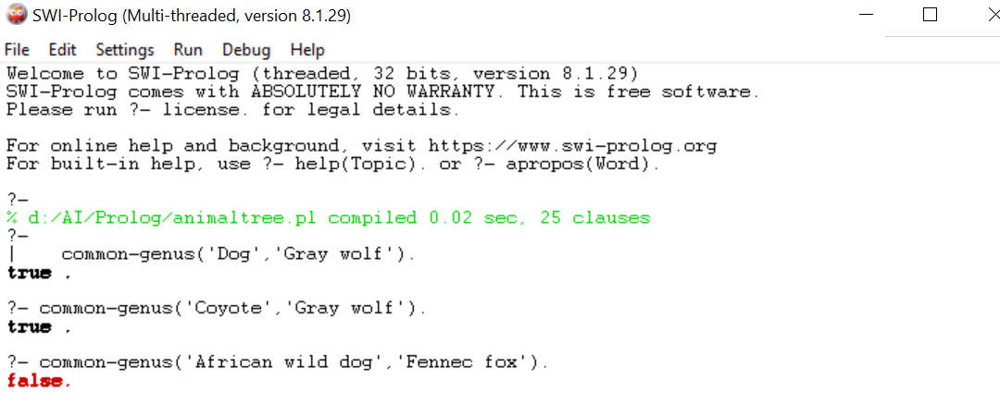 SWI-Prolog (Multi-threaded, version 8.1.29)
File Edit Settings Run Debug Help
Welcome to SWI-Prolog (threaded, 32 bits, version 8.1.29)
SWI-Prolog comes with ABSOLUTELY NO WARRANTY. This is free software.
Please run ?- license. for legal details.
For online help and background, visit https://www.swi-prolog.org
For built-in help, use ?- help(Topic). or ?- apropos(Word).
?-
% d:/AI/Prolog/animaltree.pl compiled 0.02 sec, 25 clauses
?-
|    common-genus('Dog','Gray wolf').
true .
?- common-genus('Coyote','Gray wolf').
true .
?- common-genus('African wild dog','Fennec fox').
false.